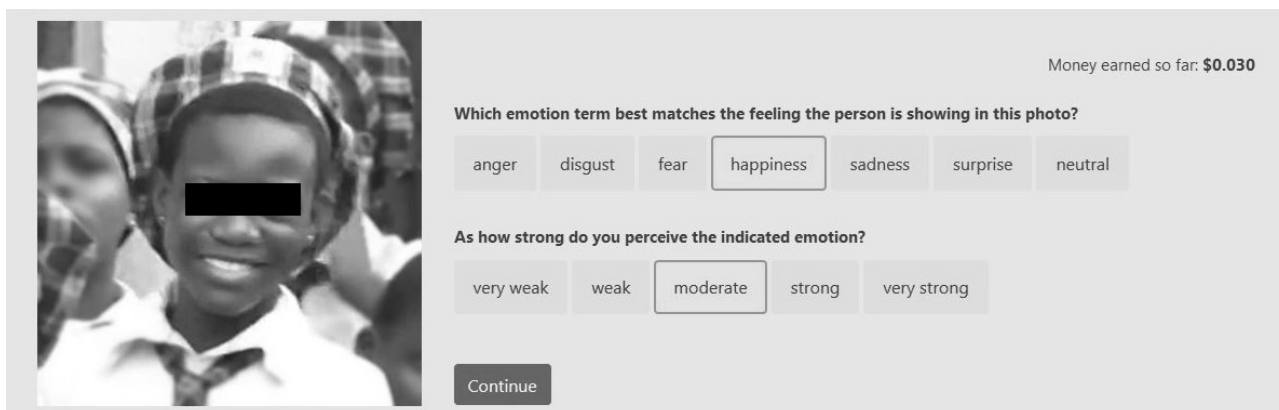 Money earned so far: $0.030
Which emotion term best matches the feeling the person is showing in this photo?
anger disgust fear happiness sadness surprise neutral
As how strong do you perceive the indicated emotion?
very weak weak moderate strong very strong
Continue